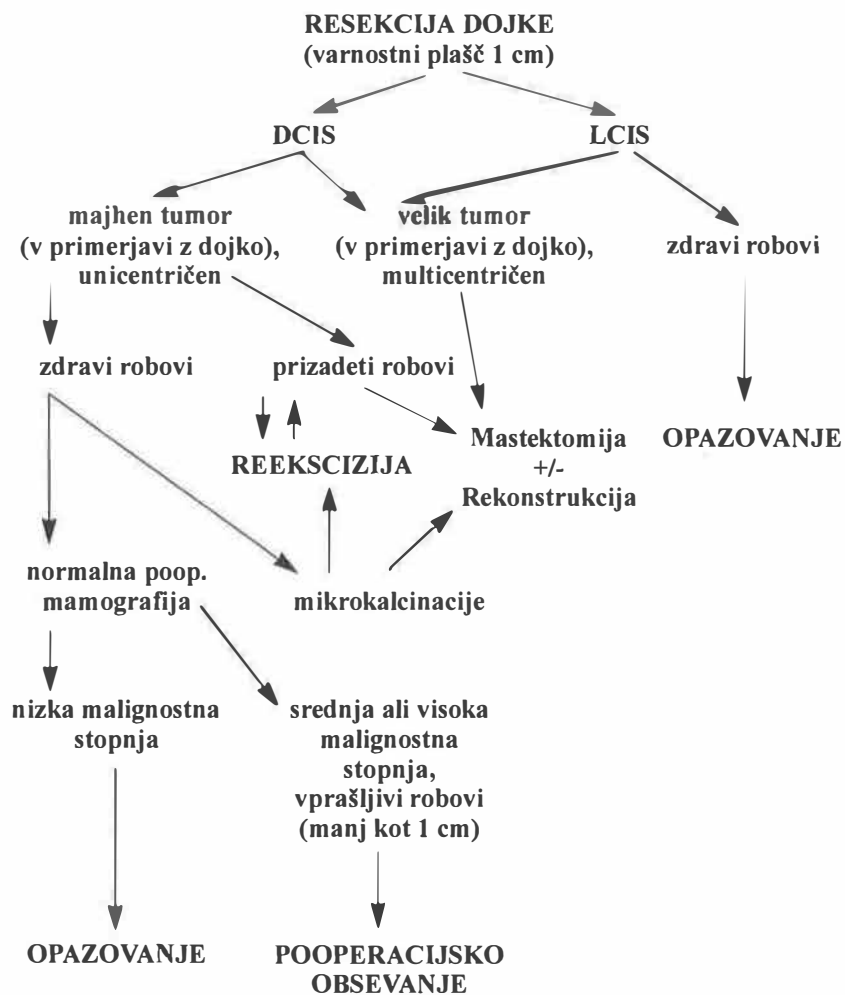 RESEKCIJA DOJKE
(varnostni plašč 1 cm)
DCIS
LCIS
majhen tumor
(v primerjavi z dojko),
unicentričen
velik tumor
(v primerjavi z dojko),
multicentričen
zdravi robovi
zdravi robovi
prizadeti robovi
REEKSCIZIJA
Mastektomija
+/-
Rekonstrukcija
OPAZOVANJE
normalna poop.
mamografija
mikrokalcinacije
nizka malignostna
stopnja
srednja ali visoka
malignostna
stopnja,
vprašljivi robovi
(manj kot 1 cm)
OPAZOVANJE
POOPERACIJSKO
OBSEVANJE